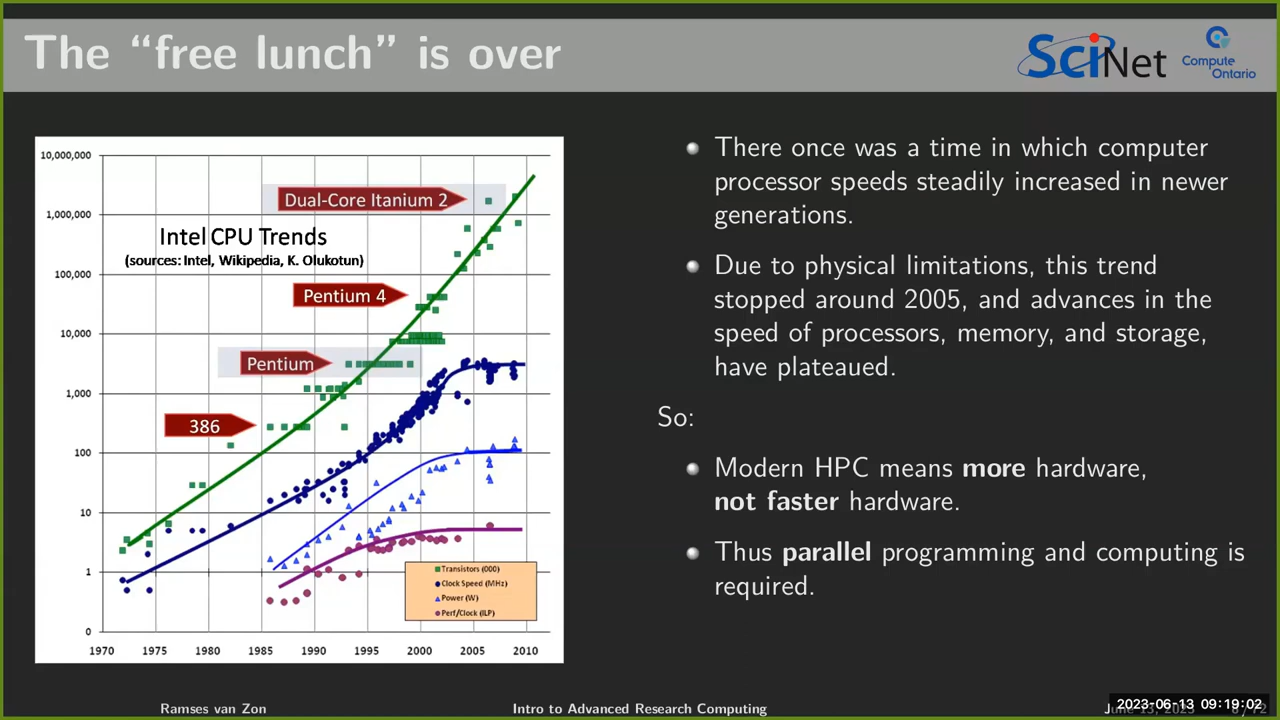 The “free lunch” is over
SciNet
Compute
Ontario
10,000,000
1,000,000
100,000
10,000
1,000
100
10
1
0
Dual-Core Itanium 2
Intel CPU Trends
(sources: Intel, Wikipedia, K. Olukotun)
Pentium 4
Pentium
386
Transistors (000)
Clock Speed (MHz)
Power (W)
Perf/Clock (ILP)
1970 1975 1980 1985 1990 1995 2000 2005 2010
There once was a time in which computer
processor speeds steadily increased in newer
generations.
Due to physical limitations, this trend
stopped around 2005, and advances in the
speed of processors, memory, and storage,
have plateaued.
So:
Modern HPC means more hardware,
not faster hardware.
Thus parallel programming and computing is
required.
Ramses van Zon
Intro to Advanced Research Computing
2023-06-13 09:19:02